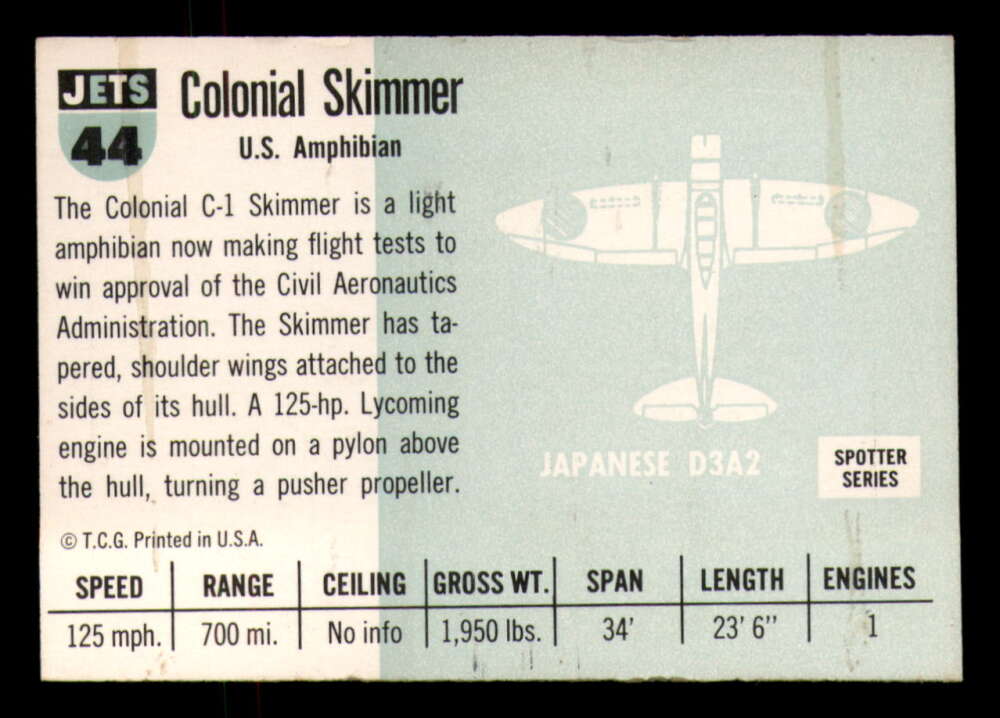 JETS
44
Colonial Skimmer
U.S. Amphibian
The Colonial C-1 Skimmer is a light
amphibian now making flight tests to
win approval of the Civil Aeronautics
Administration. The Skimmer has ta-
pered, shoulder wings attached to the
sides of its hull. A 125-hp. Lycoming
engine is mounted on a pylon above
the hull, turning a pusher propeller.
© T.C.G. Printed in U.S.A.
JAPANESE D3A2
SPOTTER
SERIES
SPEED RANGE CEILING GROSS WT. SPAN LENGTH ENGINES
125 mph. 700 mi. No info 1,950 lbs. 34' 23' 6" 1